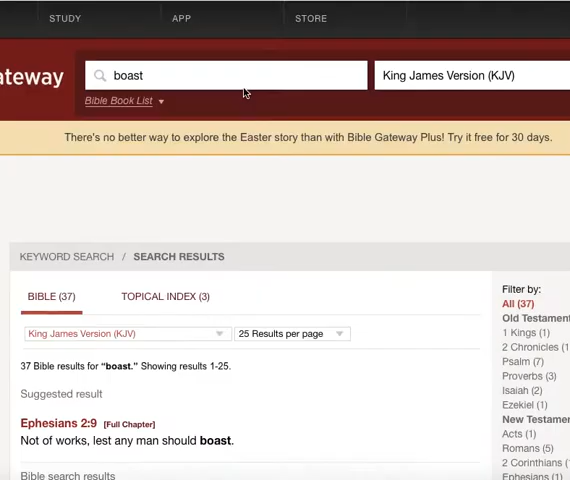 STUDY APP STORE
ateway
boast
King James Version (KJV)
Bible Book List
There's no better way to explore the Easter story than with Bible Gateway Plus! Try it free for 30 days.
KEYWORD SEARCH / SEARCH RESULTS
BIBLE (37) TOPICAL INDEX (3)
King James Version (KJV) 25 Results per page
37 Bible results for “boast.” Showing results 1-25.
Suggested result
Ephesians 2:9 [Full Chapter]
Not of works, lest any man should boast.
Bible search results
Filter by:
All (37)
Old Testament
1 Kings (1)
2 Chronicles (1
Psalm (7)
Proverbs (3)
Isaiah (2)
Ezekiel (1)
New Testamen
Acts (1)
Romans (5)
2 Corinthians (
Ephesians (1)